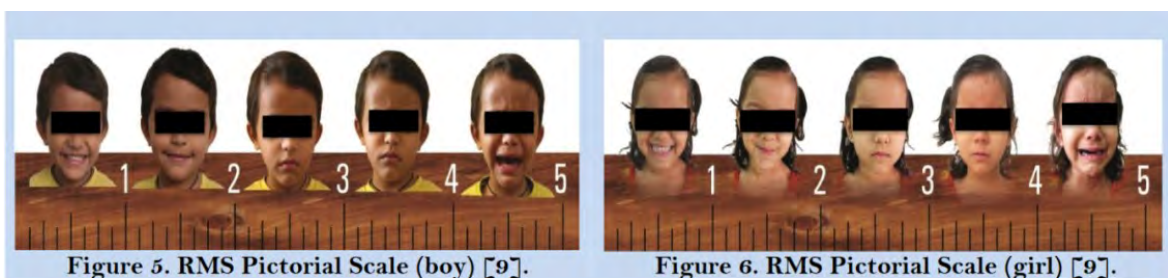 1 2 3 4 5
1 2 3 4 5
Figure 5. RMS Pictorial Scale (boy) [9].
Figure 6. RMS Pictorial Scale (girl) [9].